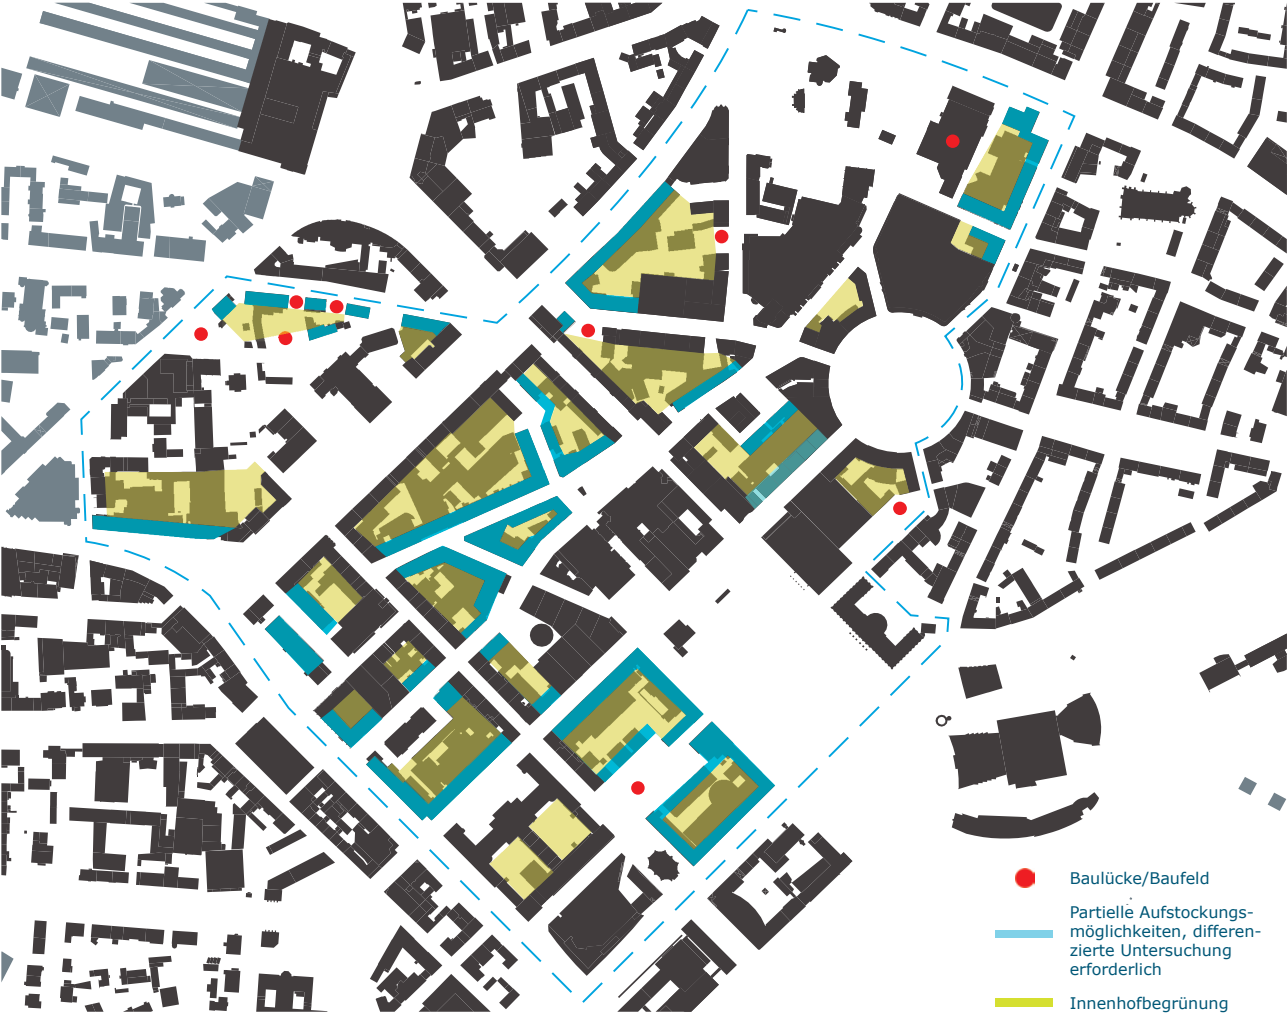 Baulücke/Baufeld
Partielle Aufstockungs-
möglichkeiten, differen-
zierte Untersuchung
erforderlich
Innenhofbegrünung